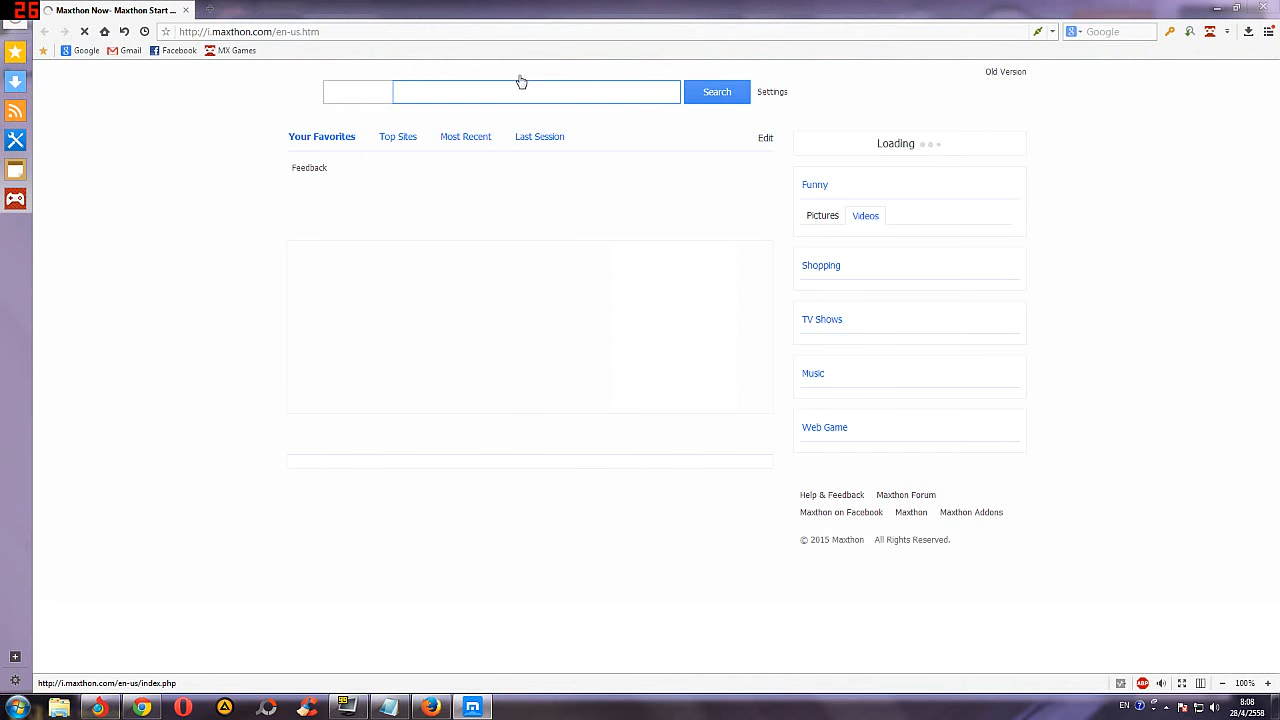 26
Maxthon Now- Maxthon Start ...
http://i.maxthon.com/en-us.htm
Google
Google
Gmail
Facebook
MX Games
Old Version
Search
Settings
Your Favorites
Top Sites
Most Recent
Last Session
Edit
Loading
Feedback
Funny
Pictures
Videos
Shopping
TV Shows
Music
Web Game
Help & Feedback
Maxthon Forum
Maxthon on Facebook
Maxthon
Maxthon Addons
© 2015 Maxthon All Rights Reserved.
http://i.maxthon.com/en-us/index.php
ABP
100%
EN
8:08
28/4/2558